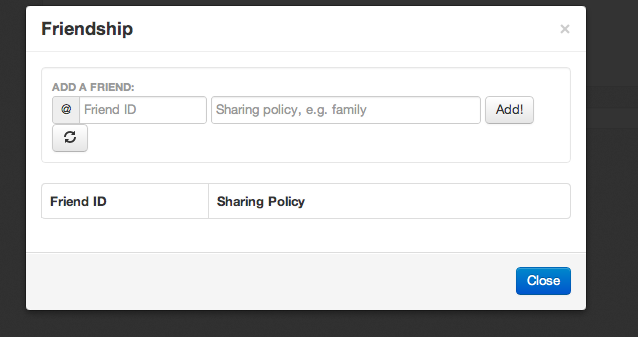 Friendship ×
ADD A FRIEND:
@ Friend ID Sharing policy, e.g. family Add!
Friend ID Sharing Policy
Close